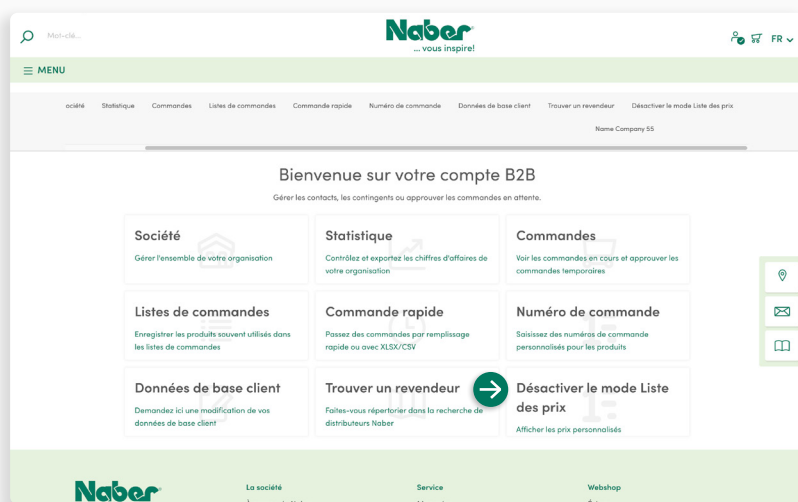 Mot-clé...
Naber
... vous inspire!
FR
MENU
ociété Statistique Commandes Listes de commandes Commande rapide Numéro de commande Données de base client Trouver un revendeur Désactiver le mode Liste des prix
Name Company 55
Bienvenue sur votre compte B2B
Gérer les contacts, les contingents ou approuver les commandes en attente.
Société
Gérer l'ensemble de votre organisation
Statistique
Contrôlez et exportez les chiffres d'affaires de
votre organisation
Commandes
Voir les commandes en cours et approuver les
commandes temporaires
Listes de commandes
Enregistrer les produits souvent utilisés dans
les listes de commandes
Commande rapide
Passez des commandes par remplissage
rapide ou avec XLSX/CSV
Numéro de commande
Saisissez des numéros de commande
personnalisés pour les produits
Données de base client
Demandez ici une modification de vos
données de base client
Trouver un revendeur
Faites-vous répertorier dans la recherche de
distributeurs Naber
Désactiver le mode Liste
des prix
Afficher les prix personnalisés
Naber
La société
Service
Webshop